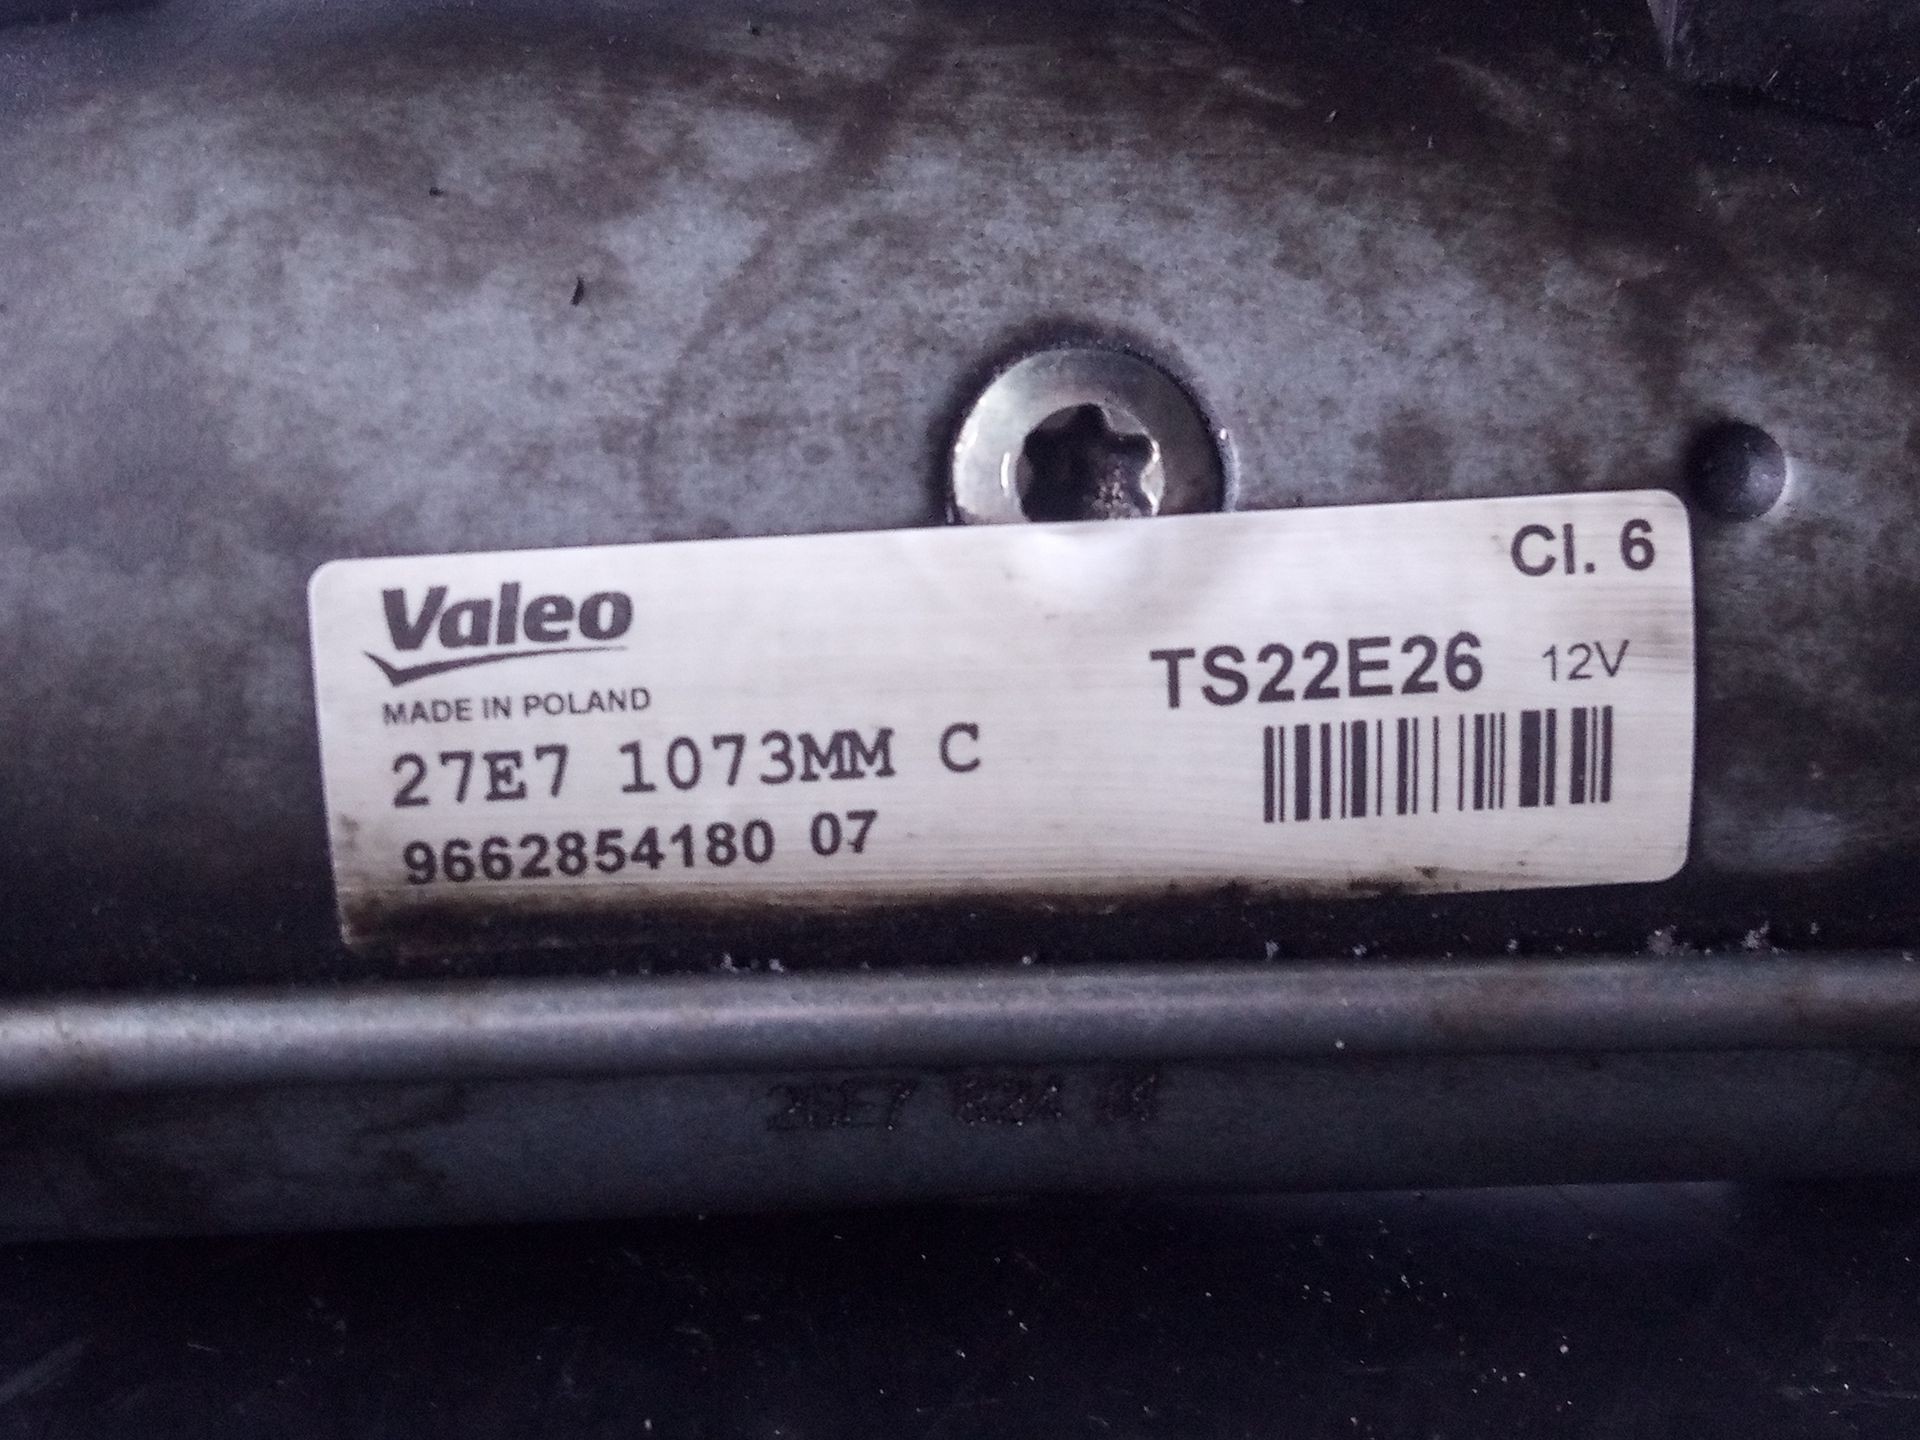 Valeo
MADE IN POLAND
27E7 1073MM C
9662854180 07
Cl. 6
TS22E26 12V